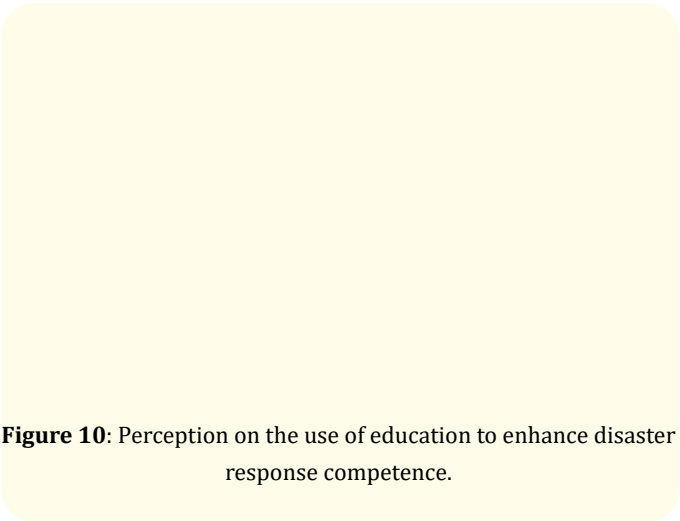 Figure 10: Perception on the use of education to enhance disaster
response competence.